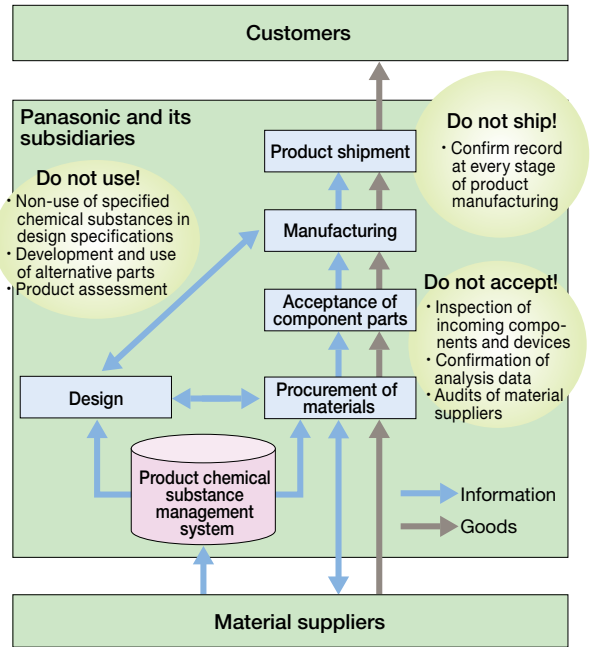 Customers
Panasonic and its
subsidiaries
Do not ship!
・Confirm record
at every stage
of product
manufacturing
Product shipment
Do not use!
・Non-use of specified
chemical substances in
design specifications
・Development and use
of alternative parts
・Product assessment
Manufacturing
Do not accept!
・Inspection of
incoming compo-
nents and devices
・Confirmation of
analysis data
・Audits of material
suppliers
Acceptance of
component parts
Design
Procurement of
materials
Product chemical
substance
management
system
Information
Goods
Material suppliers